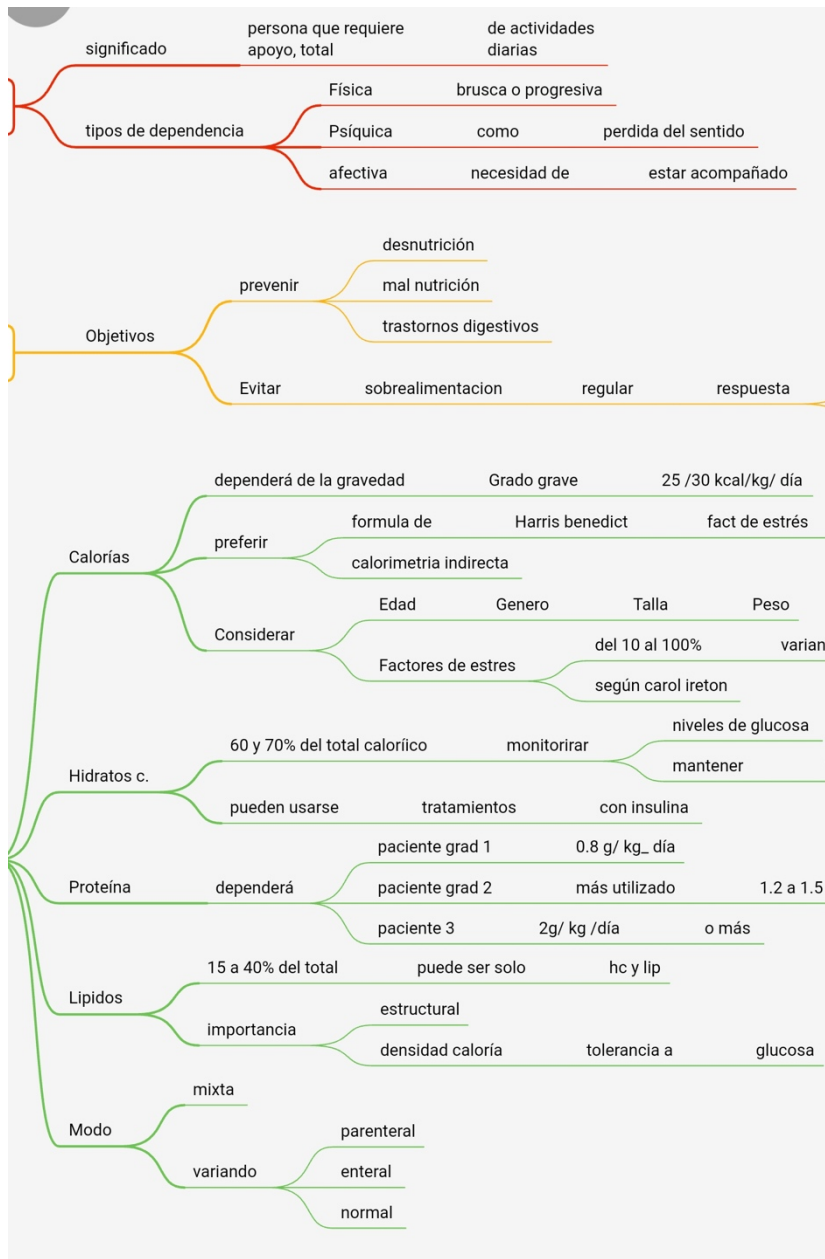 significado
persona que requiere
apoyo, total
de actividades
diarias
tipos de dependencia
Física brusca o progresiva
Psíquica como perdida del sentido
afectiva necesidad de estar acompañado
Objetivos
prevenir
desnutrición
mal nutrición
trastornos digestivos
Evitar sobrealimentacion regular respuesta
Calorías
dependerá de la gravedad Grado grave 25 /30 kcal/kg/ día
preferir
formula de Harris benedict fact de estrés
calorimetria indirecta
Considerar
Edad Genero Talla Peso
Factores de estres
del 10 al 100% varian
según carol ireton
Hidratos c.
60 y 70% del total caloríico monitorirar
niveles de glucosa
mantener
pueden usarse tratamientos con insulina
Proteína dependerá
paciente grad 1 0.8 g/ kg_ día
paciente grad 2 más utilizado 1.2 a 1.5
paciente 3 2g/ kg /día o más
Lipidos
15 a 40% del total puede ser solo hc y lip
importancia
estructural
densidad caloría tolerancia a glucosa
Modo
mixta
variando
parenteral
enteral
normal